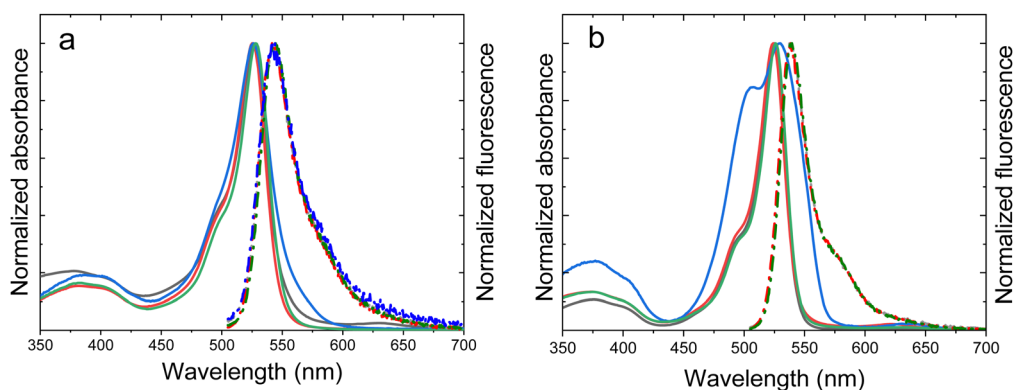 a
Normalized absorbance
Normalized fluorescence
350 400 450 500 550 600 650 700
Wavelength (nm)
b
Normalized absorbance
Normalized fluorescence
350 400 450 500 550 600 650 700
Wavelength (nm)